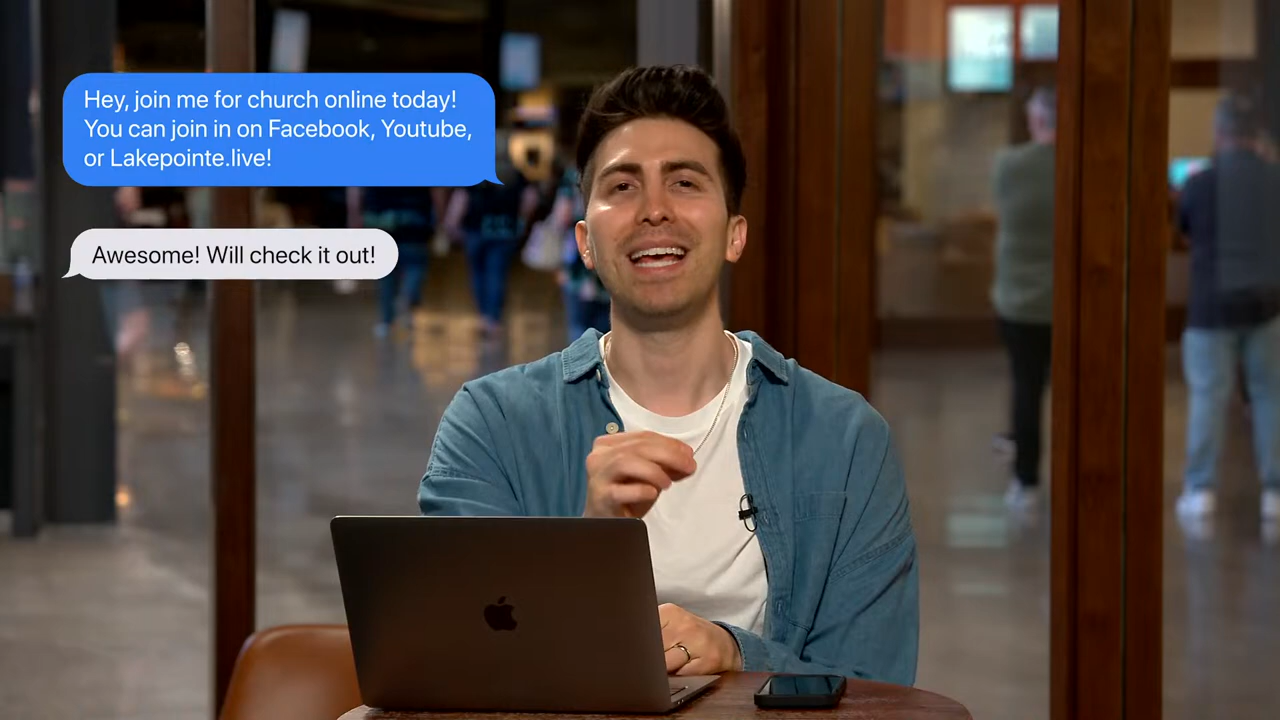 Hey, join me for church online today!
You can join in on Facebook, Youtube,
or Lakepointe.live!
Awesome! Will check it out!